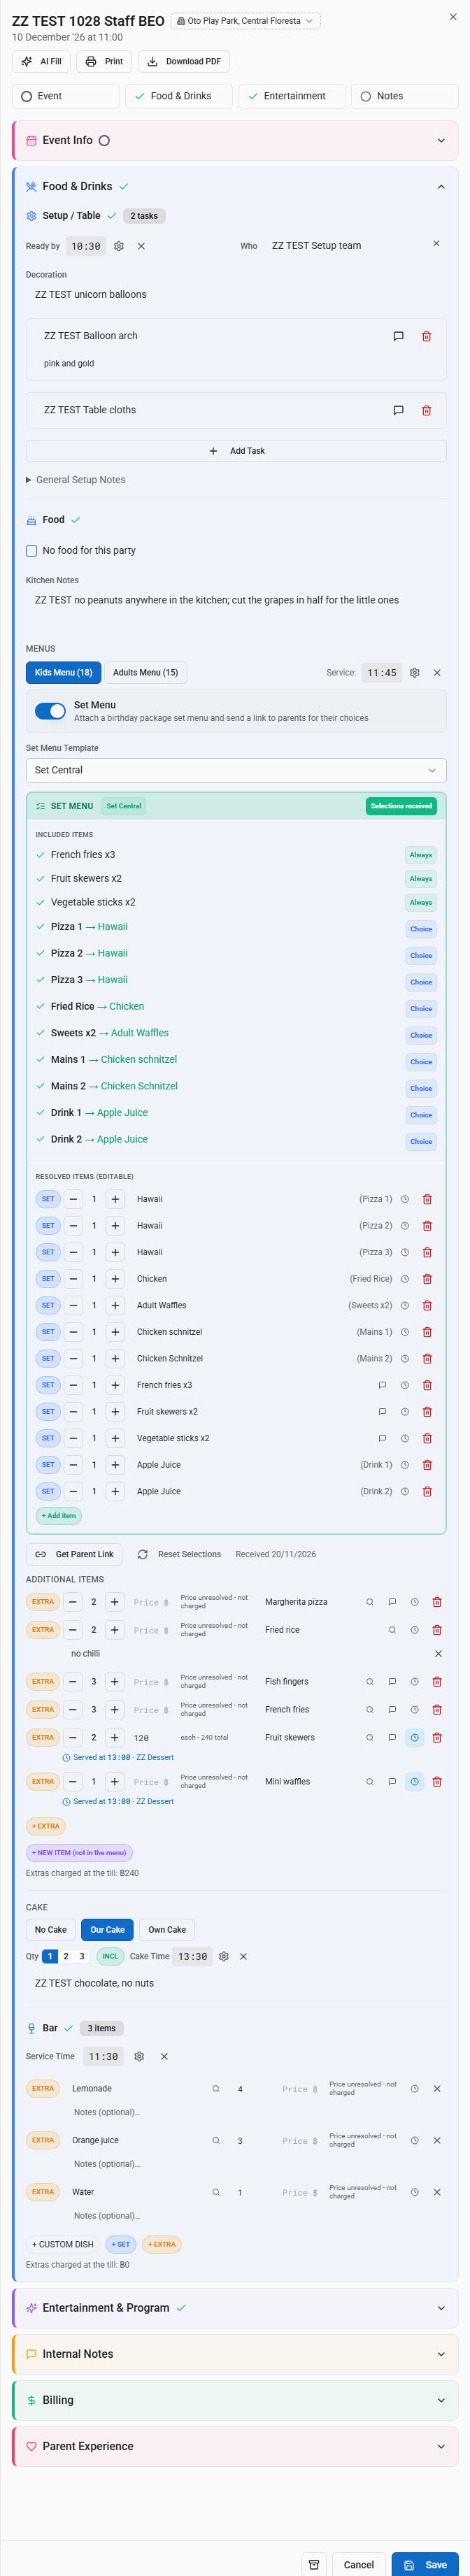 ZZ TEST 1028 Staff BEO
Oto Play Park, Central Floresta
10 December '26 at 11:00
AI Fill
Print
Download PDF
Event
Food & Drinks
Entertainment
Notes
Event Info
Food & Drinks
Setup / Table
2 tasks
Ready by 10:30
Who ZZ TEST Setup team
Decoration
ZZ TEST unicorn balloons
ZZ TEST Balloon arch
pink and gold
ZZ TEST Table cloths
+ Add Task
General Setup Notes
Food
No food for this party
Kitchen Notes
ZZ TEST no peanuts anywhere in the kitchen; cut the grapes in half for the little ones
MENUS
Kids Menu (18)
Adults Menu (15)
Service: 11:45
Set Menu
Attach a birthday package set menu and send a link to parents for their choices
Set Menu Template
Set Central
SET MENU
Set Central
Selections received
INCLUDED ITEMS
French fries x3 Always
Fruit skewers x2 Always
Vegetable sticks x2 Always
Pizza 1 → Hawaii Choice
Pizza 2 → Hawaii Choice
Pizza 3 → Hawaii Choice
Fried Rice → Chicken Choice
Sweets x2 → Adult Waffles Choice
Mains 1 → Chicken schnitzel Choice
Mains 2 → Chicken Schnitzel Choice
Drink 1 → Apple Juice Choice
Drink 2 → Apple Juice Choice
RESOLVED ITEMS (EDITABLE)
SET − 1 + Hawaii (Pizza 1)
SET − 1 + Hawaii (Pizza 2)
SET − 1 + Hawaii (Pizza 3)
SET − 1 + Chicken (Fried Rice)
SET − 1 + Adult Waffles (Sweets x2)
SET − 1 + Chicken schnitzel (Mains 1)
SET − 1 + Chicken Schnitzel (Mains 2)
SET − 1 + French fries x3
SET − 1 + Fruit skewers x2
SET − 1 + Vegetable sticks x2
SET − 1 + Apple Juice (Drink 1)
SET − 1 + Apple Juice (Drink 2)
+ Add item
Get Parent Link
Reset Selections
Received 20/11/2026
ADDITIONAL ITEMS
EXTRA − 2 + Price ฿ Price unresolved - not charged Margherita pizza
EXTRA − 2 + Price ฿ Price unresolved - not charged Fried rice
no chilli
EXTRA − 3 + Price ฿ Price unresolved - not charged Fish fingers
EXTRA − 3 + Price ฿ Price unresolved - not charged French fries
EXTRA − 2 + 120 each - 240 total Fruit skewers
Served at 13:00 · ZZ Dessert
EXTRA − 1 + Price ฿ Price unresolved - not charged Mini waffles
Served at 13:00 · ZZ Dessert
+ EXTRA
+ NEW ITEM (not in the menu)
Extras charged at the till: ฿240
CAKE
No Cake
Our Cake
Own Cake
Qty 1 2 3 INCL Cake Time 13:30
ZZ TEST chocolate, no nuts
Bar
3 items
Service Time 11:30
EXTRA Lemonade 4 Price ฿ Price unresolved - not charged
Notes (optional)...
EXTRA Orange juice 3 Price ฿ Price unresolved - not charged
Notes (optional)...
EXTRA Water 1 Price ฿ Price unresolved - not charged
Notes (optional)...
+ CUSTOM DISH
+ SET
+ EXTRA
Extras charged at the till: ฿0
Entertainment & Program
Internal Notes
Billing
Parent Experience
Cancel
Save